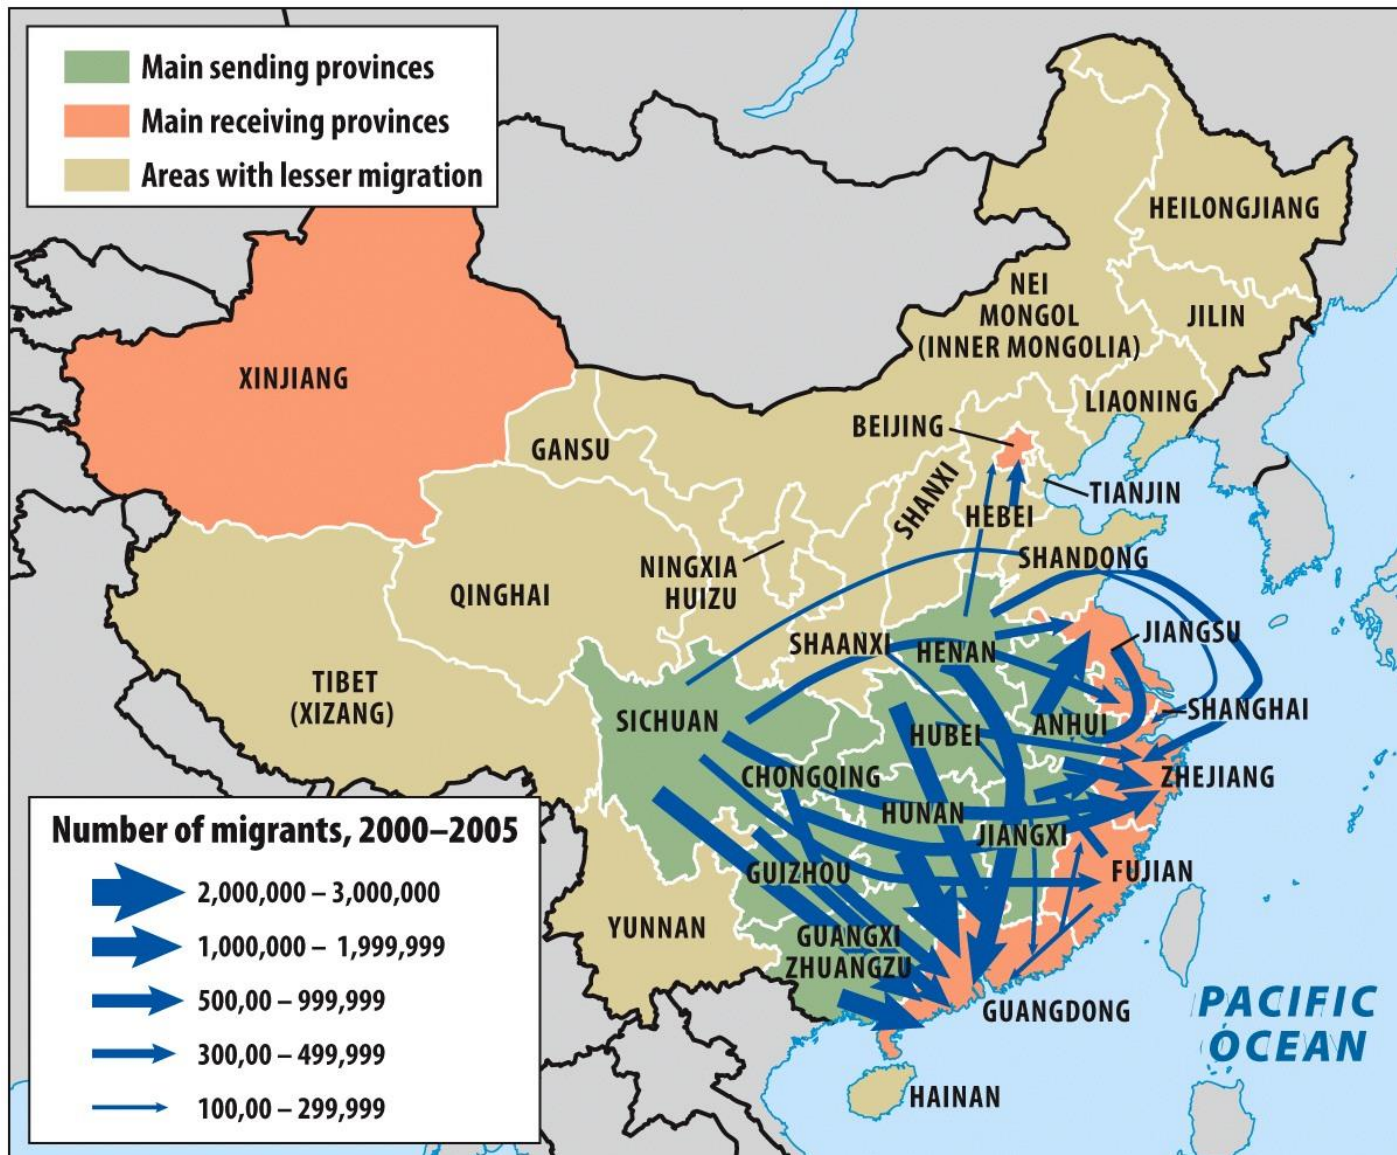 Main sending provinces
Main receiving provinces
Areas with lesser migration
HEILONGJIANG
NEI
MONGOL
(INNER MONGOLIA)
JILIN
XINJIANG
LIAONING
BEIJING
GANSU
SHANXI
TIANJIN
HEBEI
SHANDONG
NINGXIA
HUIZU
QINGHAI
JIANGSU
SHAANXI
HENAN
TIBET
(XIZANG)
SICHUAN
SHANGHAI
ANHUI
HUBEI
CHONGQING
ZHEJIANG
HUNAN
JIANGXI
GUIZHOU
FUJIAN
YUNNAN
GUANGXI
ZHUANGZU
GUANGDONG
PACIFIC
OCEAN
HAINAN
Number of migrants, 2000–2005
2,000,000 – 3,000,000
1,000,000 – 1,999,999
500,00 – 999,999
300,00 – 499,999
100,00 – 299,999